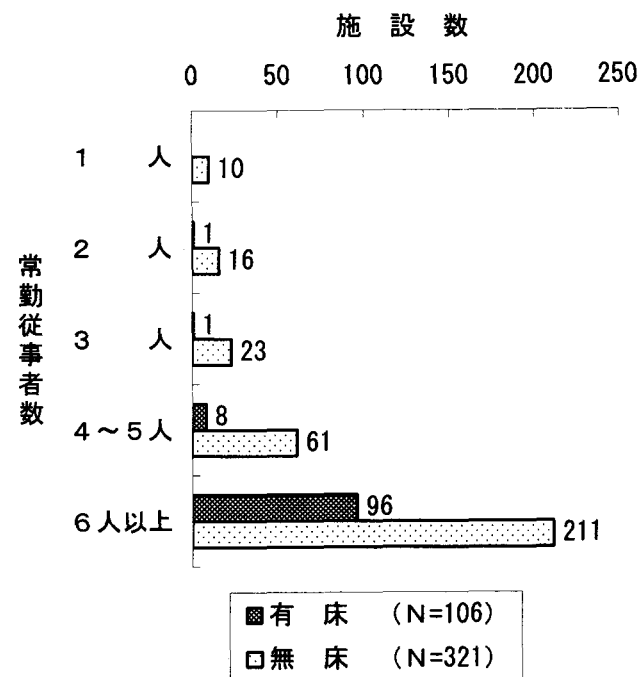 施 設 数
0 50 100 150 200 250
常勤従事者数
1 人
10
2 人
1
16
3 人
1
23
4～5人
8
61
6人以上
96
211
有 床 (N=106)
無 床 (N=321)